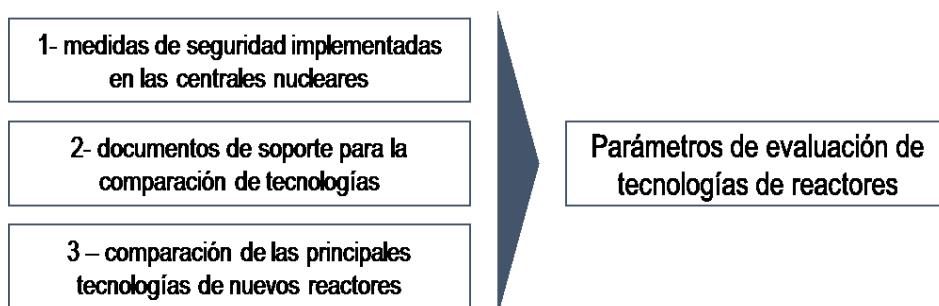 1- medidas de seguridad implementadas
en las centrales nucleares
2- documentos de soporte para la
comparación de tecnologías
3 – comparación de las principales
tecnologías de nuevos reactores
Parámetros de evaluación de
tecnologías de reactores